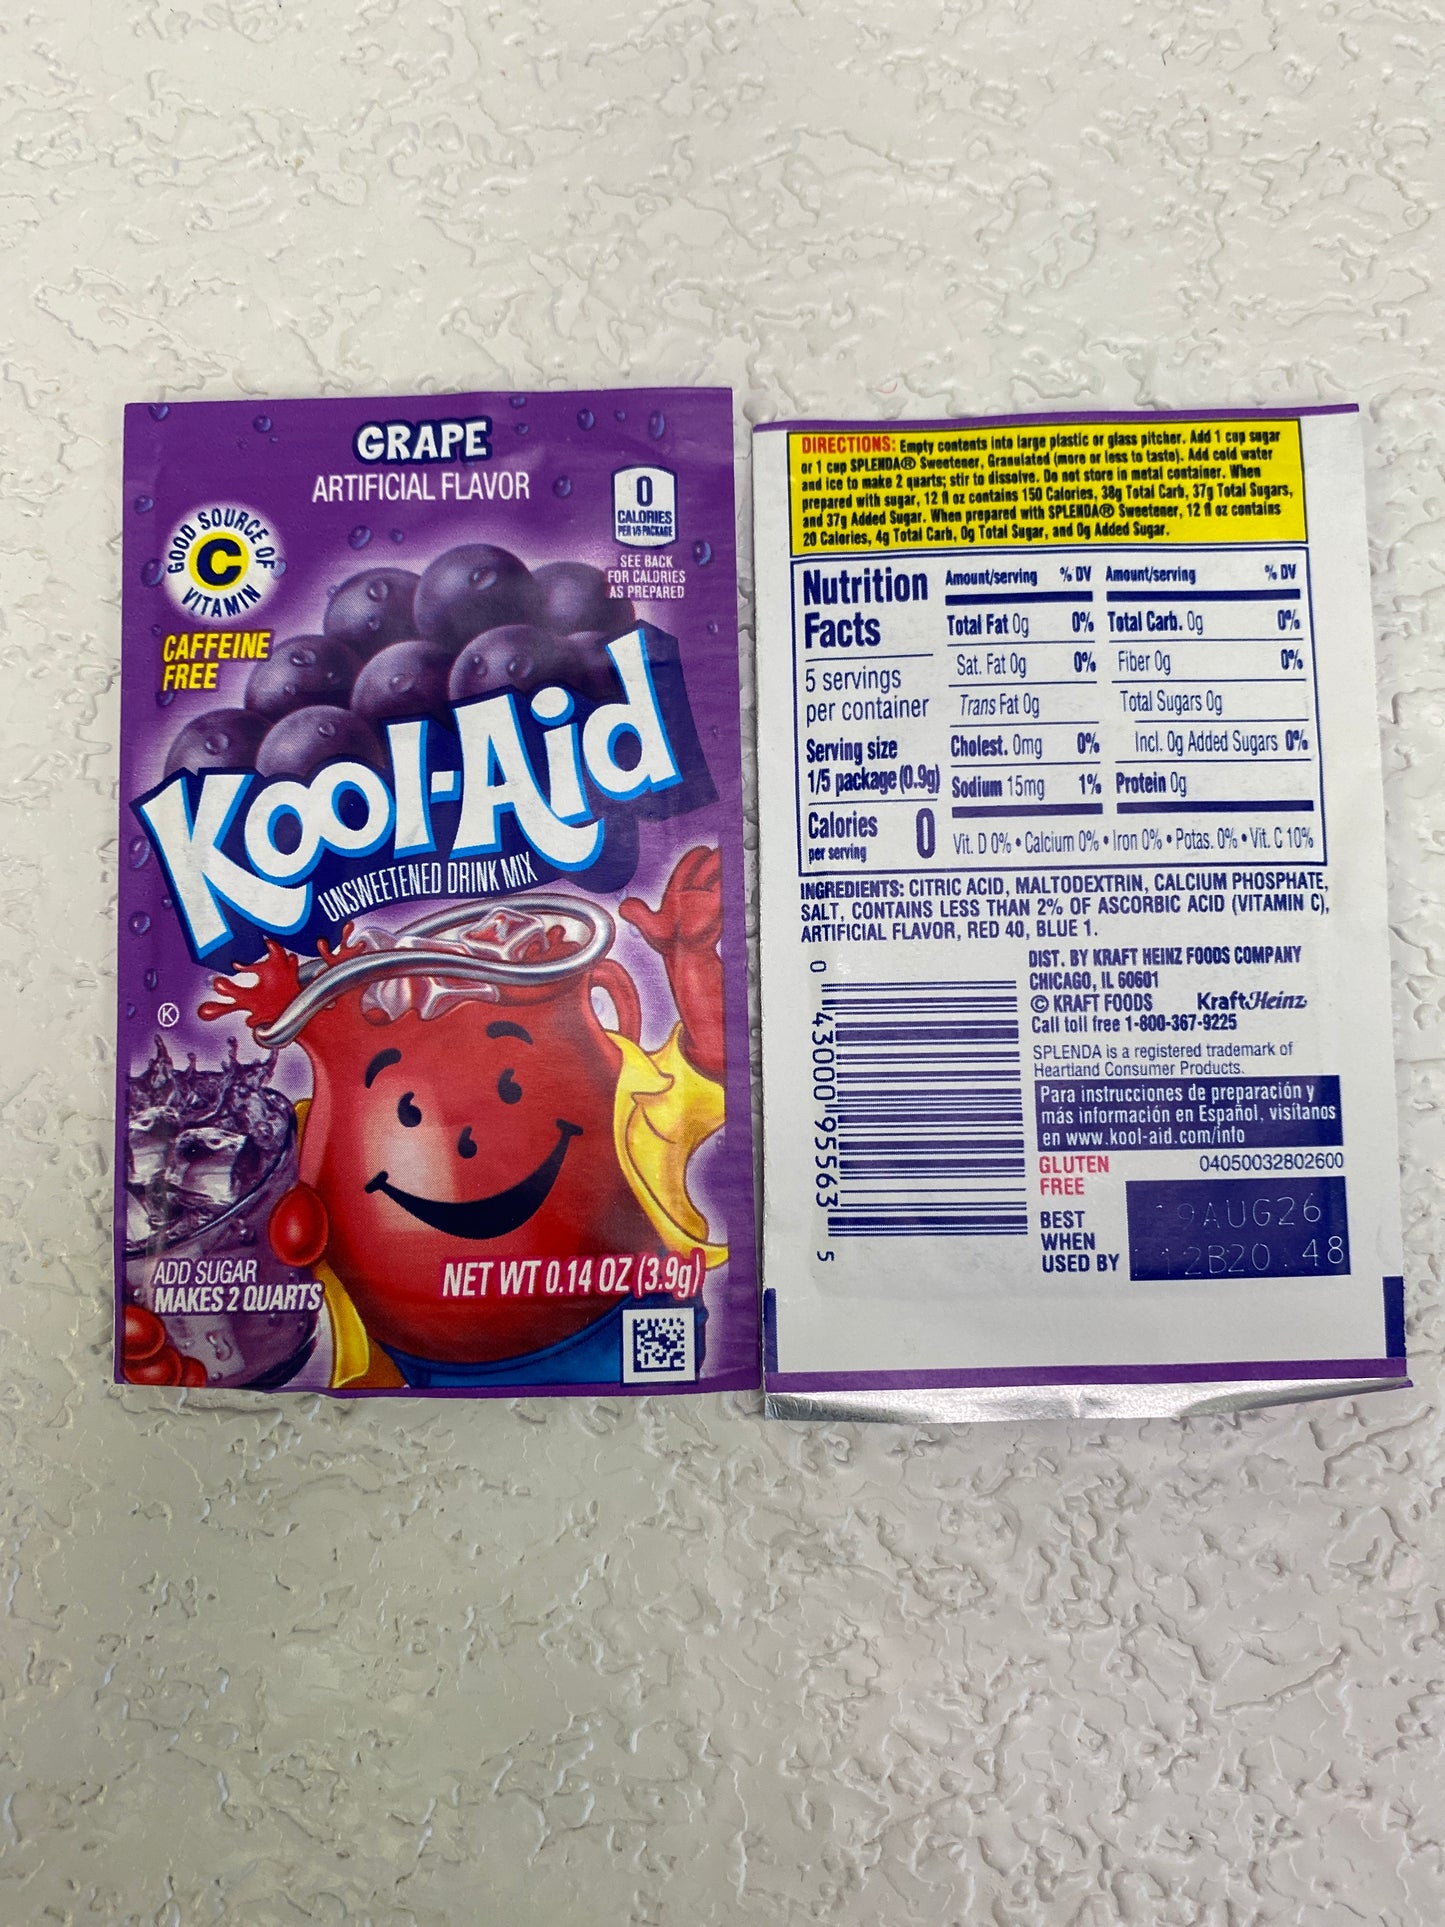 GRAPE
ARTIFICIAL FLAVOR
0
CALORIES
PER 1/5 PACKAGE
SEE BACK
FOR CALORIES
AS PREPARED
GOOD SOURCE OF
C
VITAMIN
CAFFEINE
FREE
Kool-Aid
UNSWEETENED DRINK MIX
K
ADD SUGAR
MAKES 2 QUARTS
NET WT 0.14 OZ (3.9g)
DIRECTIONS: Empty contents into large plastic or glass pitcher. Add 1 cup sugar
or 1 cup SPLENDA® Sweetener, Granulated (more or less to taste). Add cold water
and ice to make 2 quarts; stir to dissolve. Do not store in metal container. When
prepared with sugar, 12 fl oz contains 150 Calories, 38g Total Carb, 37g Total Sugars,
and 37g Added Sugar. When prepared with SPLENDA® Sweetener, 12 fl oz contains
20 Calories, 4g Total Carb, 0g Total Sugar, and 0g Added Sugar.
Nutrition
Facts
5 servings
per container
Serving size
1/5 package (0.9g)
Calories 0
per serving
Amount/serving % DV
Total Fat 0g 0%
Sat. Fat 0g 0%
Trans Fat 0g
Cholest. 0mg 0%
Sodium 15mg 1%
Amount/serving % DV
Total Carb. 0g 0%
Fiber 0g 0%
Total Sugars 0g
Incl. 0g Added Sugars 0%
Protein 0g
Vit. D 0% • Calcium 0% • Iron 0% • Potas. 0% • Vit. C 10%
INGREDIENTS: CITRIC ACID, MALTODEXTRIN, CALCIUM PHOSPHATE,
SALT, CONTAINS LESS THAN 2% OF ASCORBIC ACID (VITAMIN C),
ARTIFICIAL FLAVOR, RED 40, BLUE 1.
0 43000 95563 5
DIST. BY KRAFT HEINZ FOODS COMPANY
CHICAGO, IL 60601
© KRAFT FOODS KraftHeinz
Call toll free 1-800-367-9225
SPLENDA is a registered trademark of
Heartland Consumer Products.
Para instrucciones de preparación y
más información en Español, visítanos
en www.kool-aid.com/info
GLUTEN
FREE
04050032802600
BEST
WHEN
USED BY
9AUG26
12B20 48